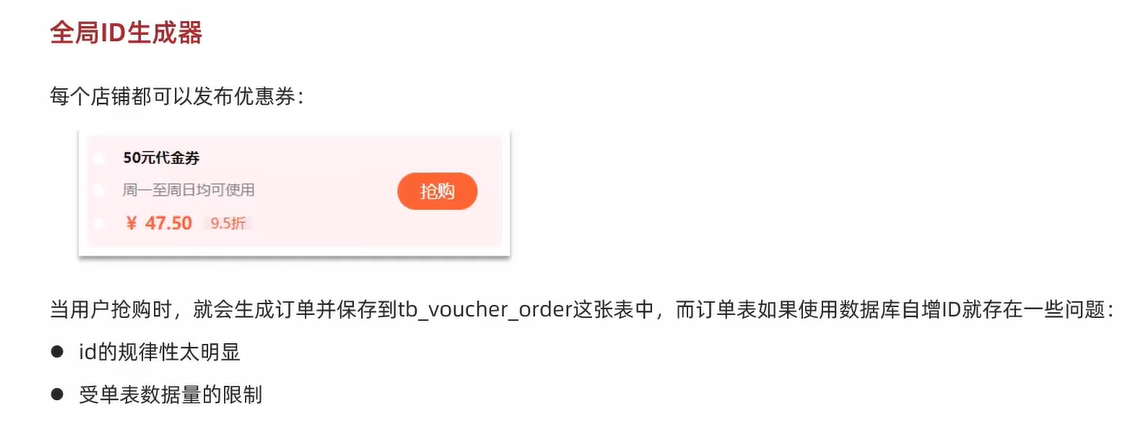 全局ID生成器
每个店铺都可以发布优惠券：
50元代金券
周一至周日均可使用
抢购
￥ 47.50 9.5折
当用户抢购时，就会生成订单并保存到tb_voucher_order这张表中，而订单表如果使用数据库自增ID就存在一些问题：
● id的规律性太明显
● 受单表数据量的限制